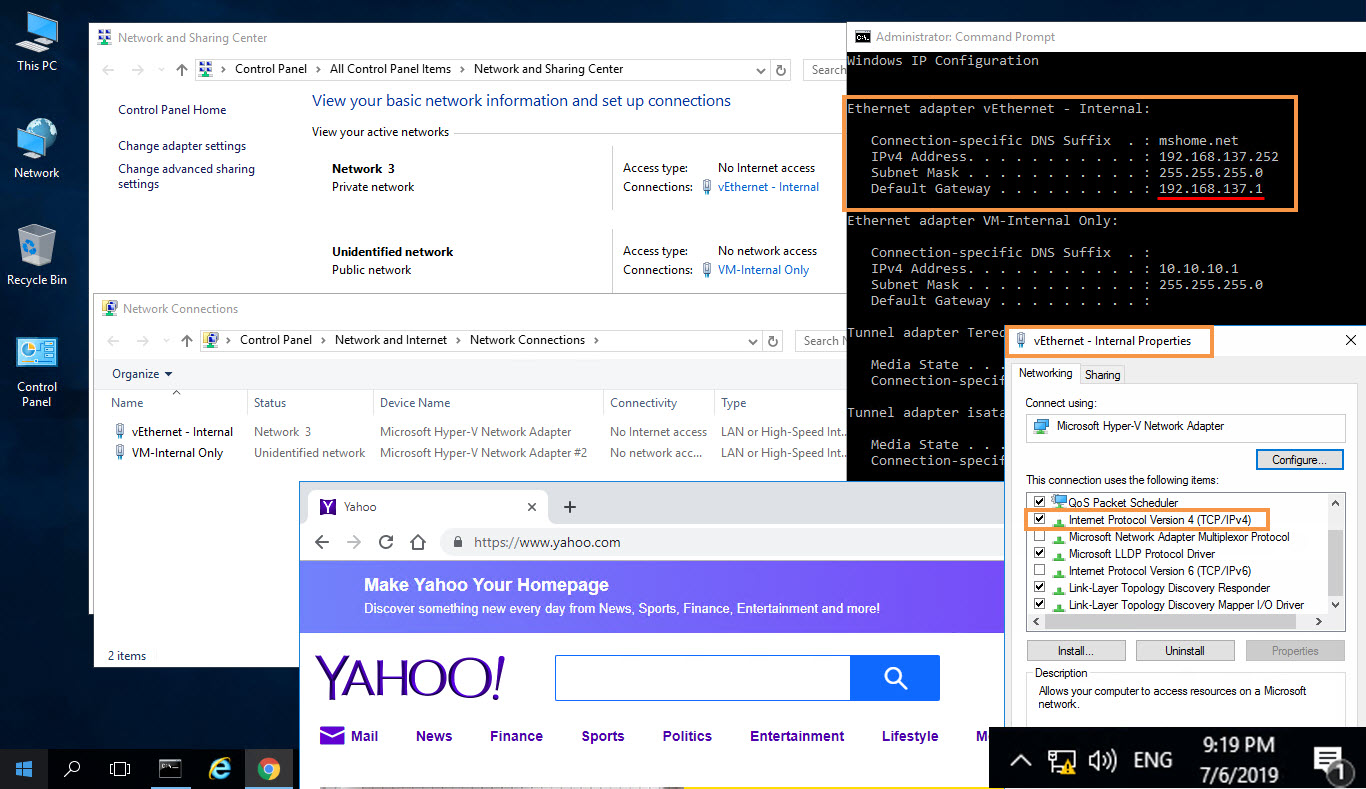 This PC
Network
Recycle Bin
Control
Panel
Network and Sharing Center
Control Panel > All Control Panel Items > Network and Sharing Center
Search
Control Panel Home
Change adapter settings
Change advanced sharing
settings
View your basic network information and set up connections
View your active networks
Network 3
Private network
Access type: No Internet access
Connections: vEthernet - Internal
Unidentified network
Public network
Access type: No network access
Connections: VM-Internal Only
Network Connections
Control Panel > Network and Internet > Network Connections >
Search N
Organize
Name Status Device Name Connectivity Type
vEthernet - Internal Network 3 Microsoft Hyper-V Network Adapter No Internet access LAN or High-Speed Int...
VM-Internal Only Unidentified network Microsoft Hyper-V Network Adapter #2 No network acc... LAN or High-Speed Int...
2 items
Administrator: Command Prompt
Windows IP Configuration
Ethernet adapter vEthernet - Internal:
Connection-specific DNS Suffix . : mshome.net
IPv4 Address. . . . . . . . . . . : 192.168.137.252
Subnet Mask . . . . . . . . . . . : 255.255.255.0
Default Gateway . . . . . . . . . : 192.168.137.1
Ethernet adapter VM-Internal Only:
Connection-specific DNS Suffix . :
IPv4 Address. . . . . . . . . . . : 10.10.10.1
Subnet Mask . . . . . . . . . . . : 255.255.255.0
Default Gateway . . . . . . . . . :
Tunnel adapter Tered
Media State . . .
Connection-specif
Tunnel adapter isata
Media State . . .
Connection-specif
vEthernet - Internal Properties
Networking Sharing
Connect using:
Microsoft Hyper-V Network Adapter
Configure...
This connection uses the following items:
QoS Packet Scheduler
Internet Protocol Version 4 (TCP/IPv4)
Microsoft Network Adapter Multiplexor Protocol
Microsoft LLDP Protocol Driver
Internet Protocol Version 6 (TCP/IPv6)
Link-Layer Topology Discovery Responder
Link-Layer Topology Discovery Mapper I/O Driver
Install... Uninstall Properties
Description
Allows your computer to access resources on a Microsoft
network.
Yahoo
https://www.yahoo.com
Make Yahoo Your Homepage
Discover something new every day from News, Sports, Finance, Entertainment and more!
YAHOO!
Mail News Finance Sports Politics Entertainment Lifestyle M
ENG
9:19 PM
7/6/2019
1